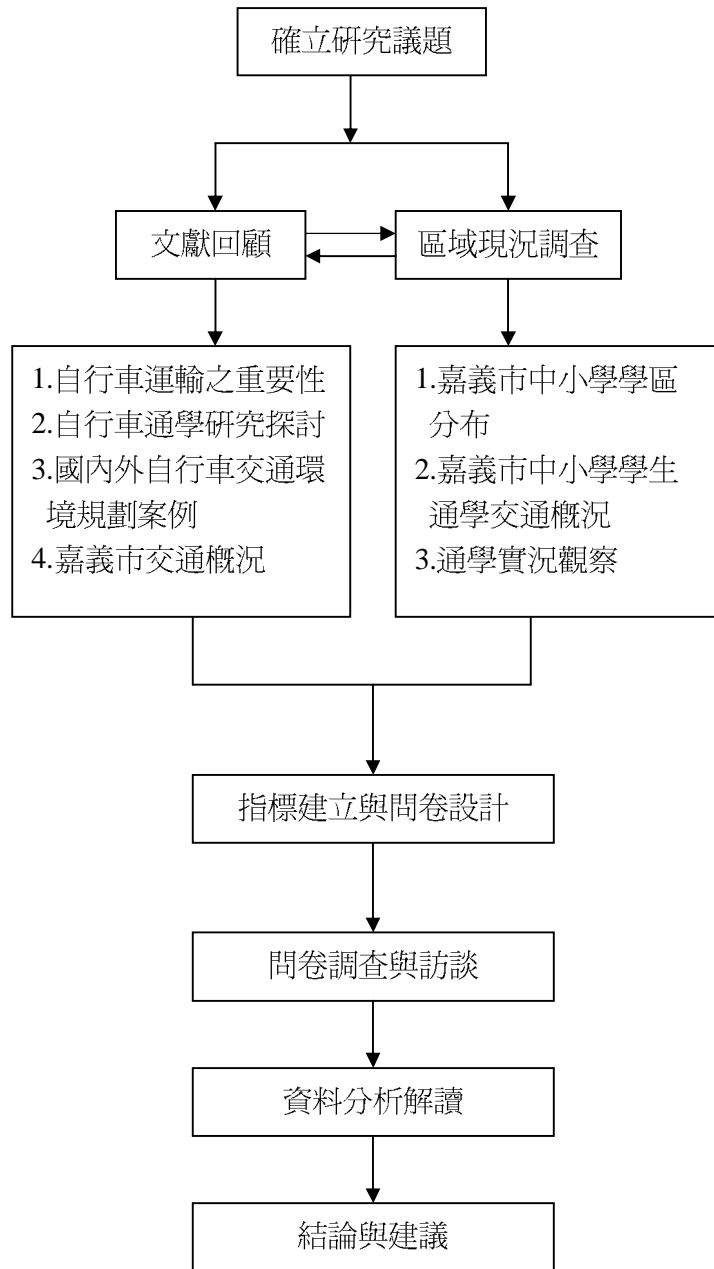 確立研究議題
文獻回顧
區域現況調查
1.自行車運輸之重要性
2.自行車通學研究探討
3.國內外自行車交通環
境規劃案例
4.嘉義市交通概況
1.嘉義市中小學學區
分布
2.嘉義市中小學學生
通學交通概況
3.通學實況觀察
指標建立與問卷設計
問卷調查與訪談
資料分析解讀
結論與建議